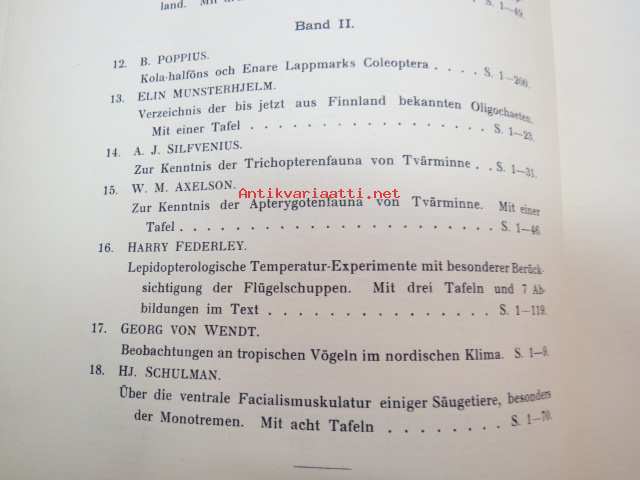 land. Mit S. 1—49.
Band II.
12. B. POPPIUS.
Kola-halföns och Enare Lappmarks Coleoptera . . . . S. 1—200.
13. ELIN MUNSTERHJELM.
Verzeichnis der bis jetzt aus Finnland bekannten Oligochaeten.
Mit einer Tafel . . . . . . . . . . . . . . . . . S. 1—23.
14. A. J. SILFVENIUS.
Zur Kenntnis der Trichopterenfauna von Tvärminne . . S. 1—31.
15. W. M. AXELSON.
Antikvariaatti.net
Zur Kenntnis der Apterygotenfauna von Tvärminne. Mit einer
Tafel . . . . . . . . . . . . . . . . . . . . . S. 1—46.
16. HARRY FEDERLEY.
Lepidopterologische Temperatur-Experimente mit besonderer Berück-
sichtigung der Flügelschuppen. Mit drei Tafeln und 7 Ab-
bildungen im Text . . . . . . . . . . . . . . S. 1—119.
17. GEORG VON WENDT.
Beobachtungen an tropischen Vögeln im nordischen Klima. S. 1—9.
18. HJ. SCHULMAN.
Über die ventrale Facialismuskulatur einiger Säugetiere, besonders
der Monotremen. Mit acht Tafeln . . . . . . . . S. 1—70.